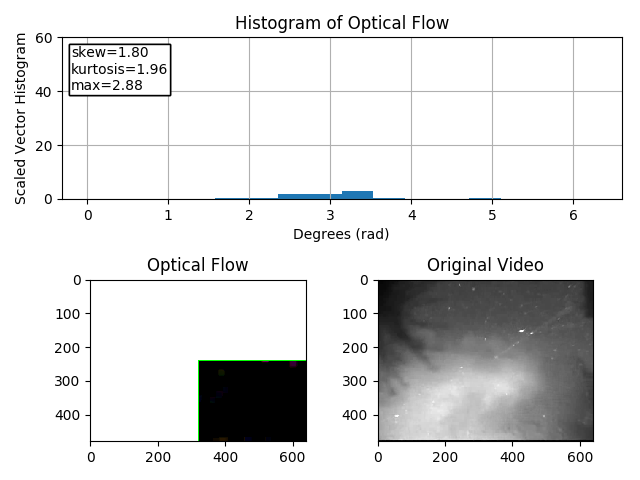 Histogram of Optical Flow
Scaled Vector Histogram
60
40
20
0
skew=1.80
kurtosis=1.96
max=2.88
0 1 2 3 4 5 6
Degrees (rad)
Optical Flow
0
100
200
300
400
0 200 400 600
Original Video
0
100
200
300
400
0 200 400 600